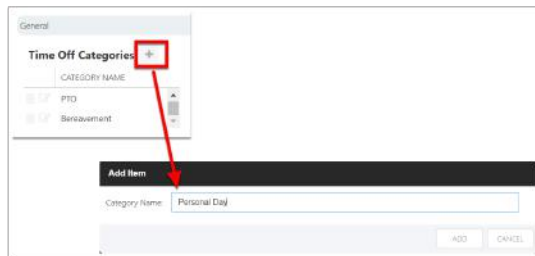 General
Time Off Categories +
CATEGORY NAME
PTO
Bereavement
Add Item
Category Name: Personal Day
ADD CANCEL